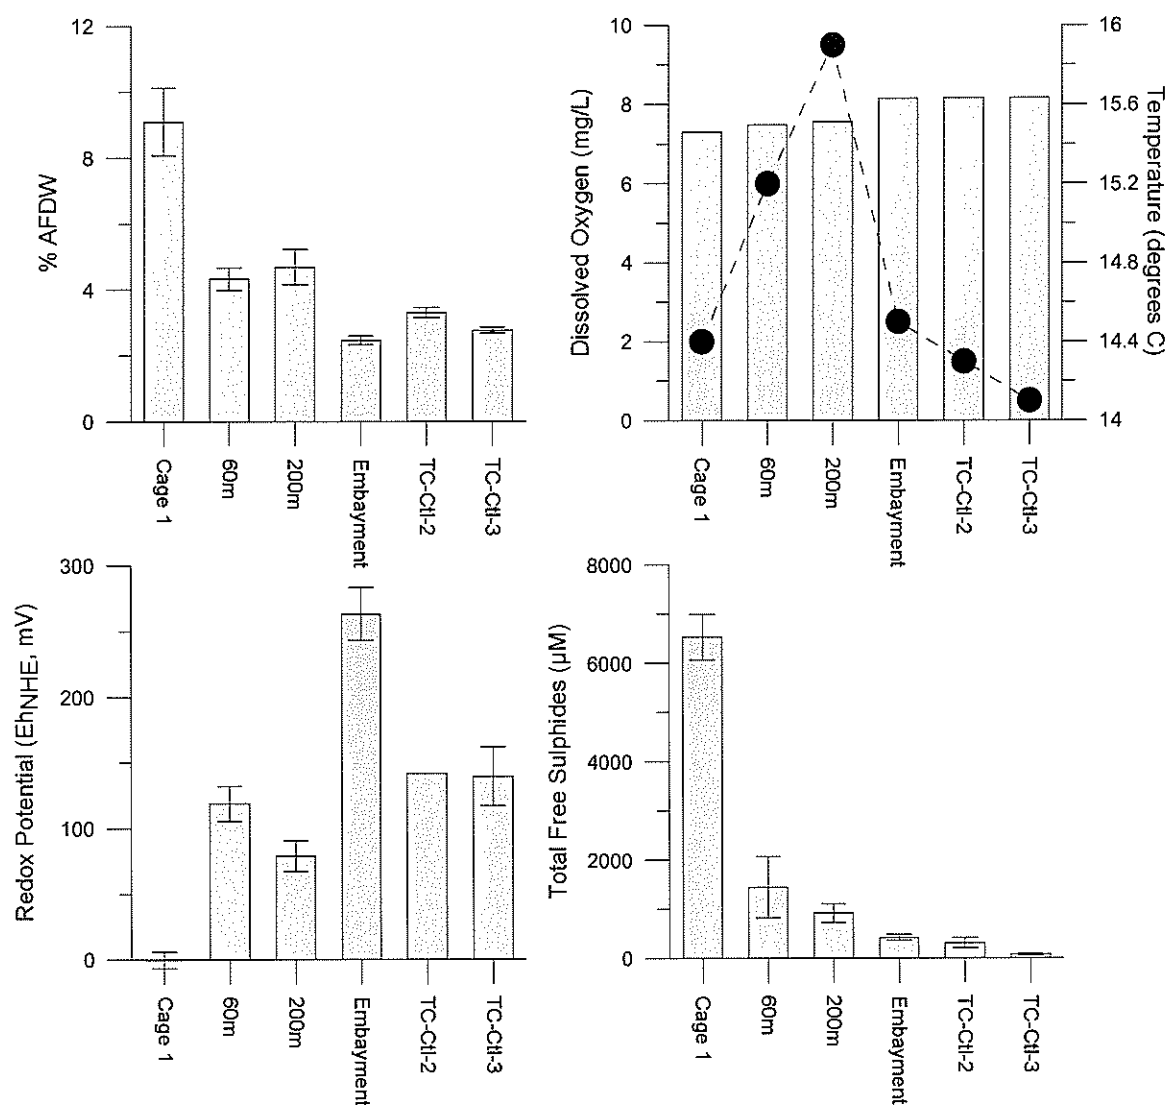 % AFDW
12
8
4
0
Cage 1
60m
200m
Embayment
TC-Ctl-2
TC-Ctl-3
Dissolved Oxygen (mg/L)
10
8
6
4
2
0
Temperature (degrees C)
16
15.6
15.2
14.8
14.4
14
Cage 1
60m
200m
Embayment
TC-Ctl-2
TC-Ctl-3
Redox Potential (EhNHE, mV)
300
200
100
0
Cage 1
60m
200m
Embayment
TC-Ctl-2
TC-Ctl-3
Total Free Sulphides (µM)
8000
6000
4000
2000
0
Cage 1
60m
200m
Embayment
TC-Ctl-2
TC-Ctl-3